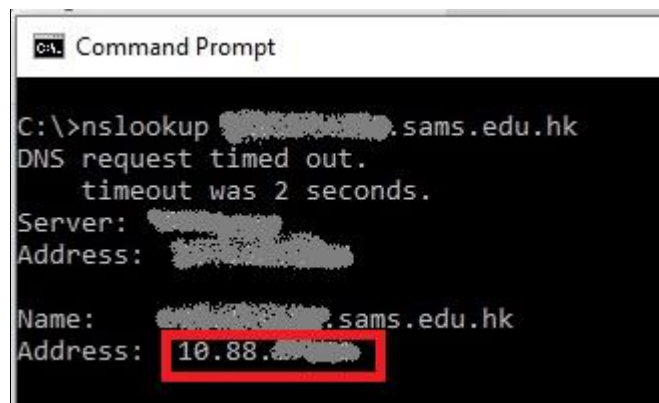 Command Prompt
C:\>nslookup .sams.edu.hk
DNS request timed out.
timeout was 2 seconds.
Server:
Address:
Name: .sams.edu.hk
Address: 10.88.